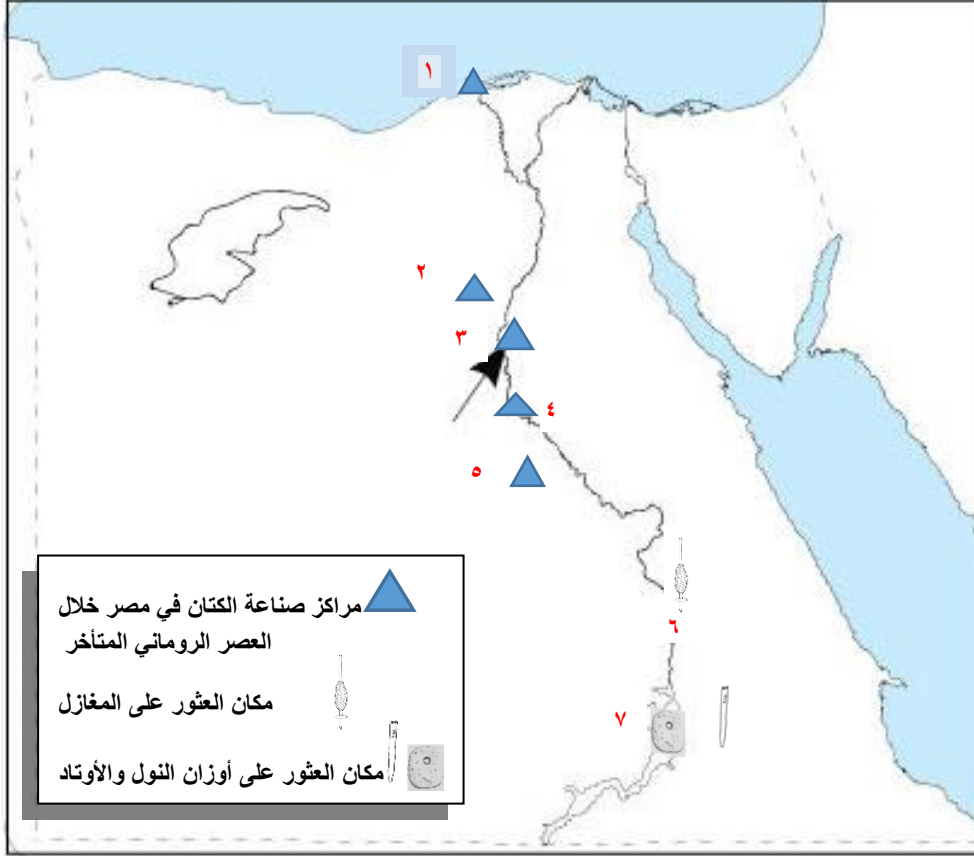 ١
٢
٣
٤
٥
٦
٧
مراكز صناعة الكتان في مصر خلال
العصر الروماني المتأخر
مكان العثور على المغازل
مكان العثور على أوزان النول والأوتاد